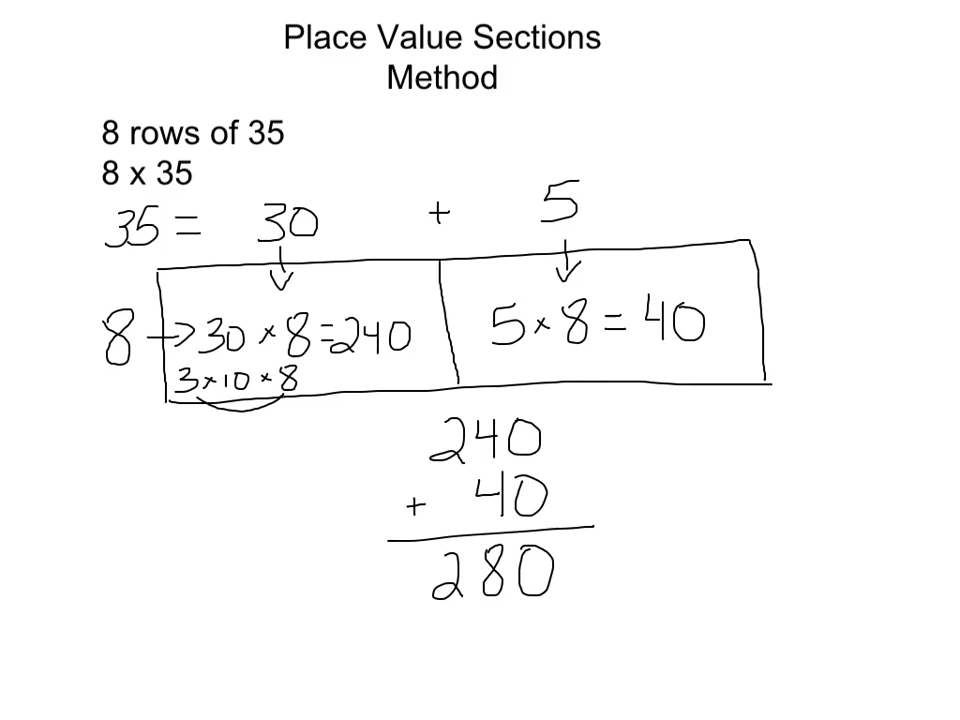 Place Value Sections
Method
8 rows of 35
8 x 35
35 = 30 + 5
8 → 30 × 8 = 240 5 × 8 = 40
3 × 10 × 8
240
+ 40
280